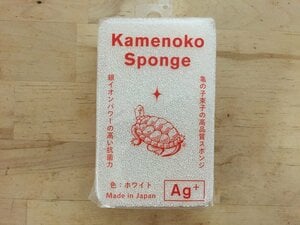 Kamenoko
Sponge
亀の子束子の高品質スポンジ
銀イオンパワーの高い抗菌力
色：ホワイト
Made in Japan
Ag+